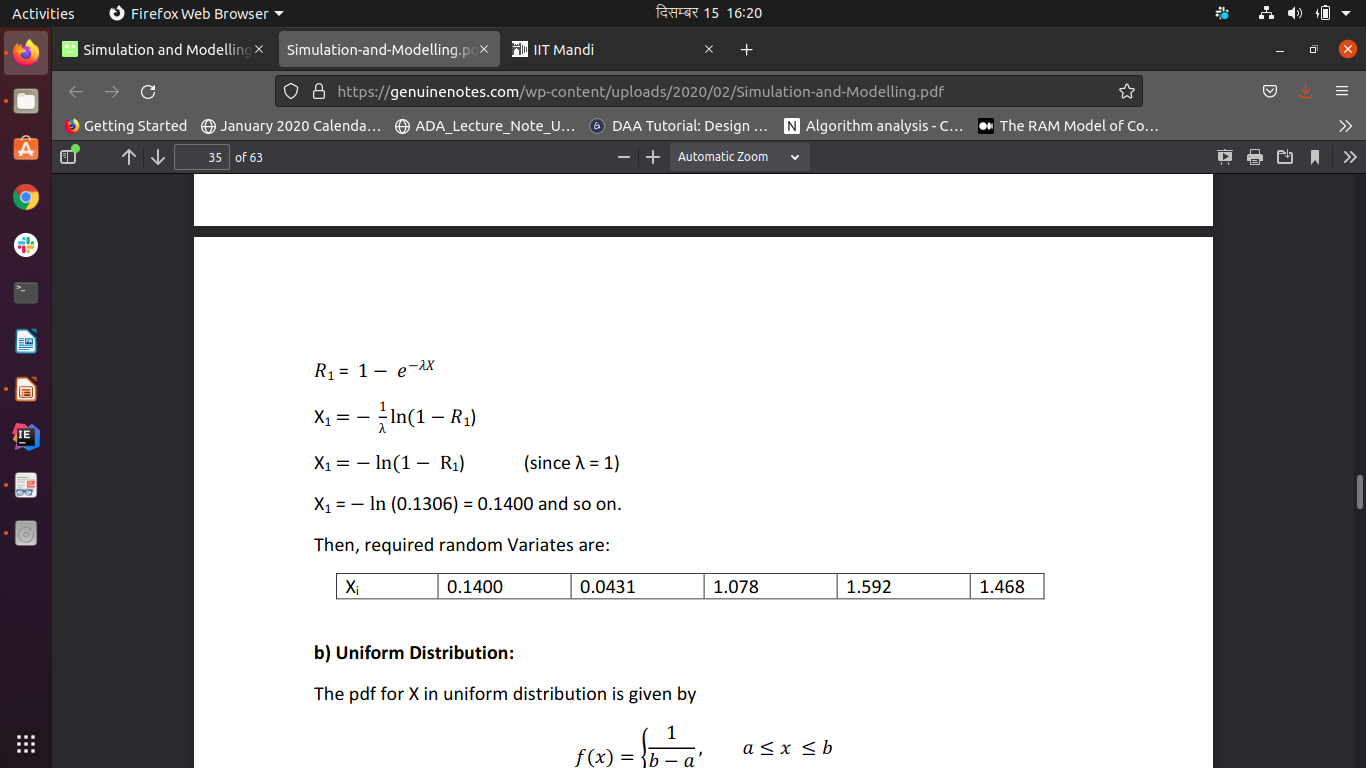 Activities
Firefox Web Browser
दिसम्बर 15 16:20
Simulation and Modelling
Simulation-and-Modelling.pd
IIT Mandi
https://genuinenotes.com/wp-content/uploads/2020/02/Simulation-and-Modelling.pdf
Getting Started
January 2020 Calenda…
ADA_Lecture_Note_U…
DAA Tutorial: Design …
N Algorithm analysis - C…
The RAM Model of Co…
35 of 63
Automatic Zoom
R₁ = 1 − e^{−λX}
X₁ = − 1/λ ln(1 − R₁)
X₁ = − ln(1 − R₁) (since λ = 1)
X₁ = − ln (0.1306) = 0.1400 and so on.
Then, required random Variates are:
Xᵢ 0.1400 0.0431 1.078 1.592 1.468
b) Uniform Distribution:
The pdf for X in uniform distribution is given by
f(x) = { 1/(b − a), a ≤ x ≤ b